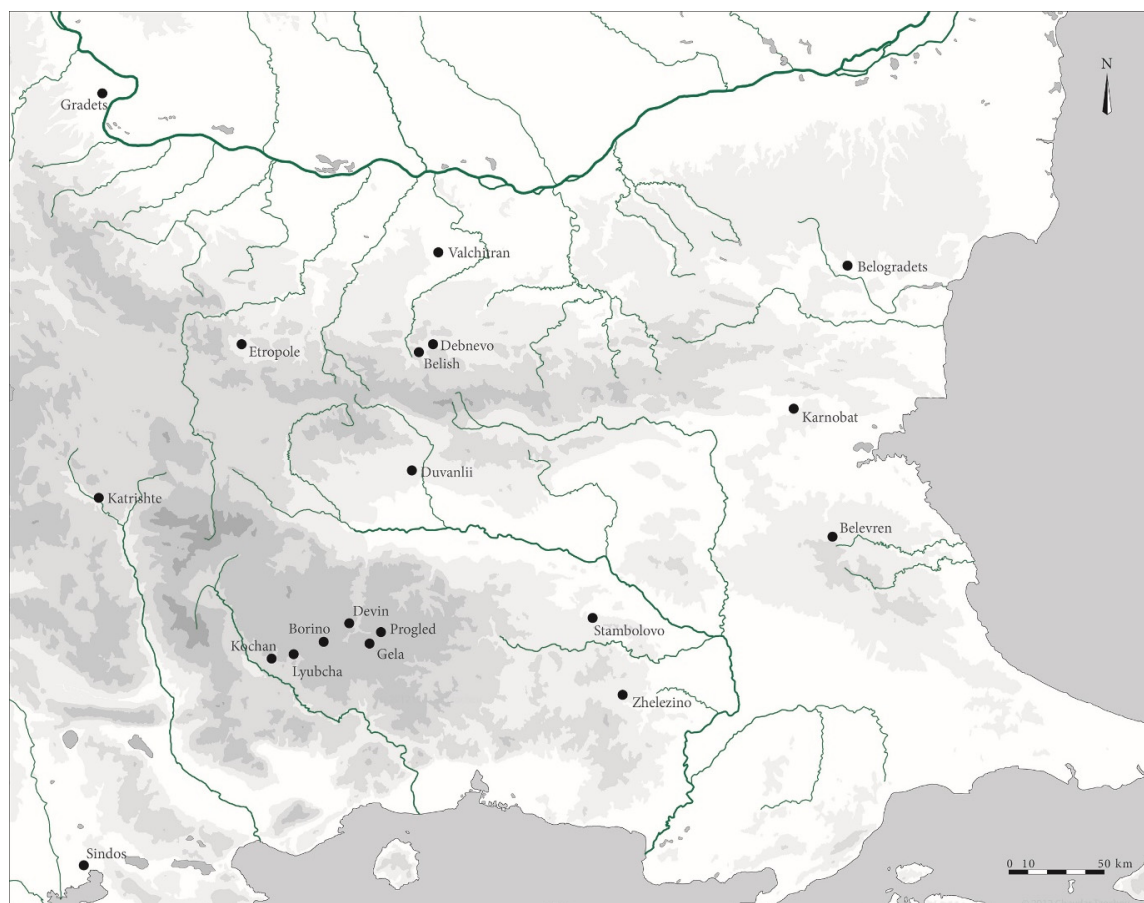 N
Gradets
Valchitran
Belogradets
Etropole
Debnevo
Belish
Karnobat
Duvanlii
Katrishte
Belevren
Devin
Borino
Progled
Stambolovo
Kochan
Gela
Lyubcha
Zhelezino
Sindos
0 10 50 km